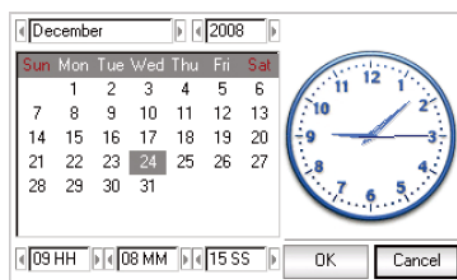 December 2008
Sun Mon Tue Wed Thu Fri Sat
1 2 3 4 5 6
7 8 9 10 11 12 13
14 15 16 17 18 19 20
21 22 23 24 25 26 27
28 29 30 31
09 HH 08 MM 15 SS
12
11 1
10 2
9 3
8 4
7 5
6
OK Cancel